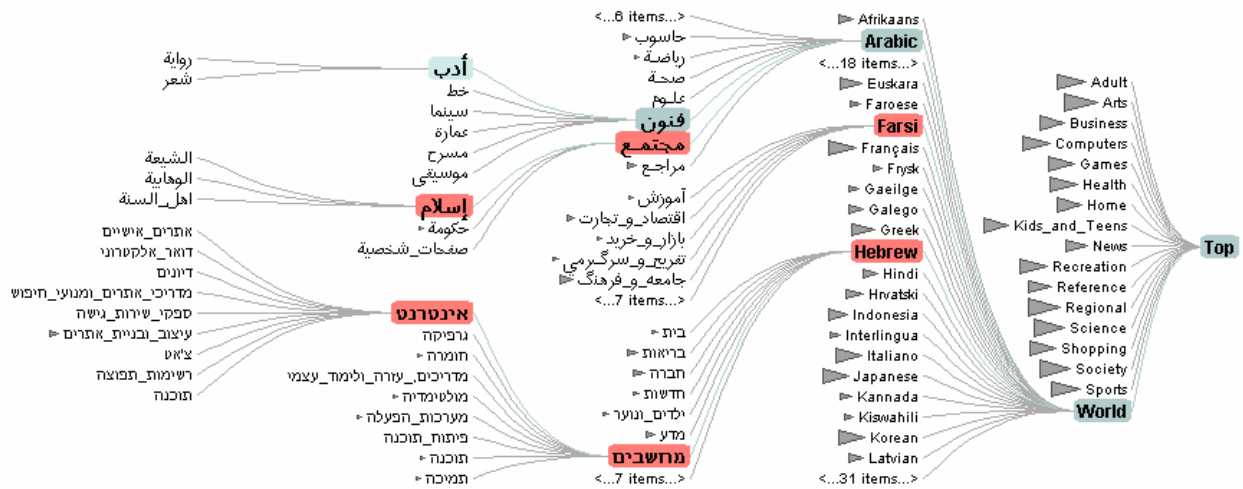 Top
Adult
Arts
Business
Computers
Games
Health
Home
Kids_and_Teens
News
Recreation
Reference
Regional
Science
Shopping
Society
Sports
World
Afrikaans
Arabic
<...18 items...>
Euskara
Faroese
Farsi
Français
Frysk
Gaeilge
Galego
Greek
Hebrew
Hindi
Hrvatski
Indonesia
Interlingua
Italiano
Japanese
Kannada
Kiswahili
Korean
Latvian
<...31 items...>
<...6 items...>
حاسوب
رياضة
صحة
علوم
فنون
مجتمع
مراجع
آموزش
اقتصاد_و_تجارت
بازار_و_خرید
تفریح_و_سرگرمي
جامعه_و_فرهنگ
<...7 items...>
בית
בריאות
חברה
חדשות
ילדים_ונוער
מדע
מחשבים
<...7 items...>
أدب
خط
سينما
عمارة
مسرح
موسيقى
إسلام
حكومة
صفحات_شخصية
אינטרנט
גרפיקה
חומרה
מדריכים,_עזרה_ולימוד_עצמי
מולטימדיה
מערכות_הפעלה
פיתוח_תוכנה
תוכנה
תמיכה
رواية
شعر
الشيعة
الوهابية
اهل_السنة
אתרים_אישיים
דואר_אלקטרוני
דיונים
מדריכי_אתרים_ומנועי_חיפוש
ספקי_שירות_גישה
עיצוב_ובניית_אתרים
צ'אט
רשימות_תפוצה
תוכנה